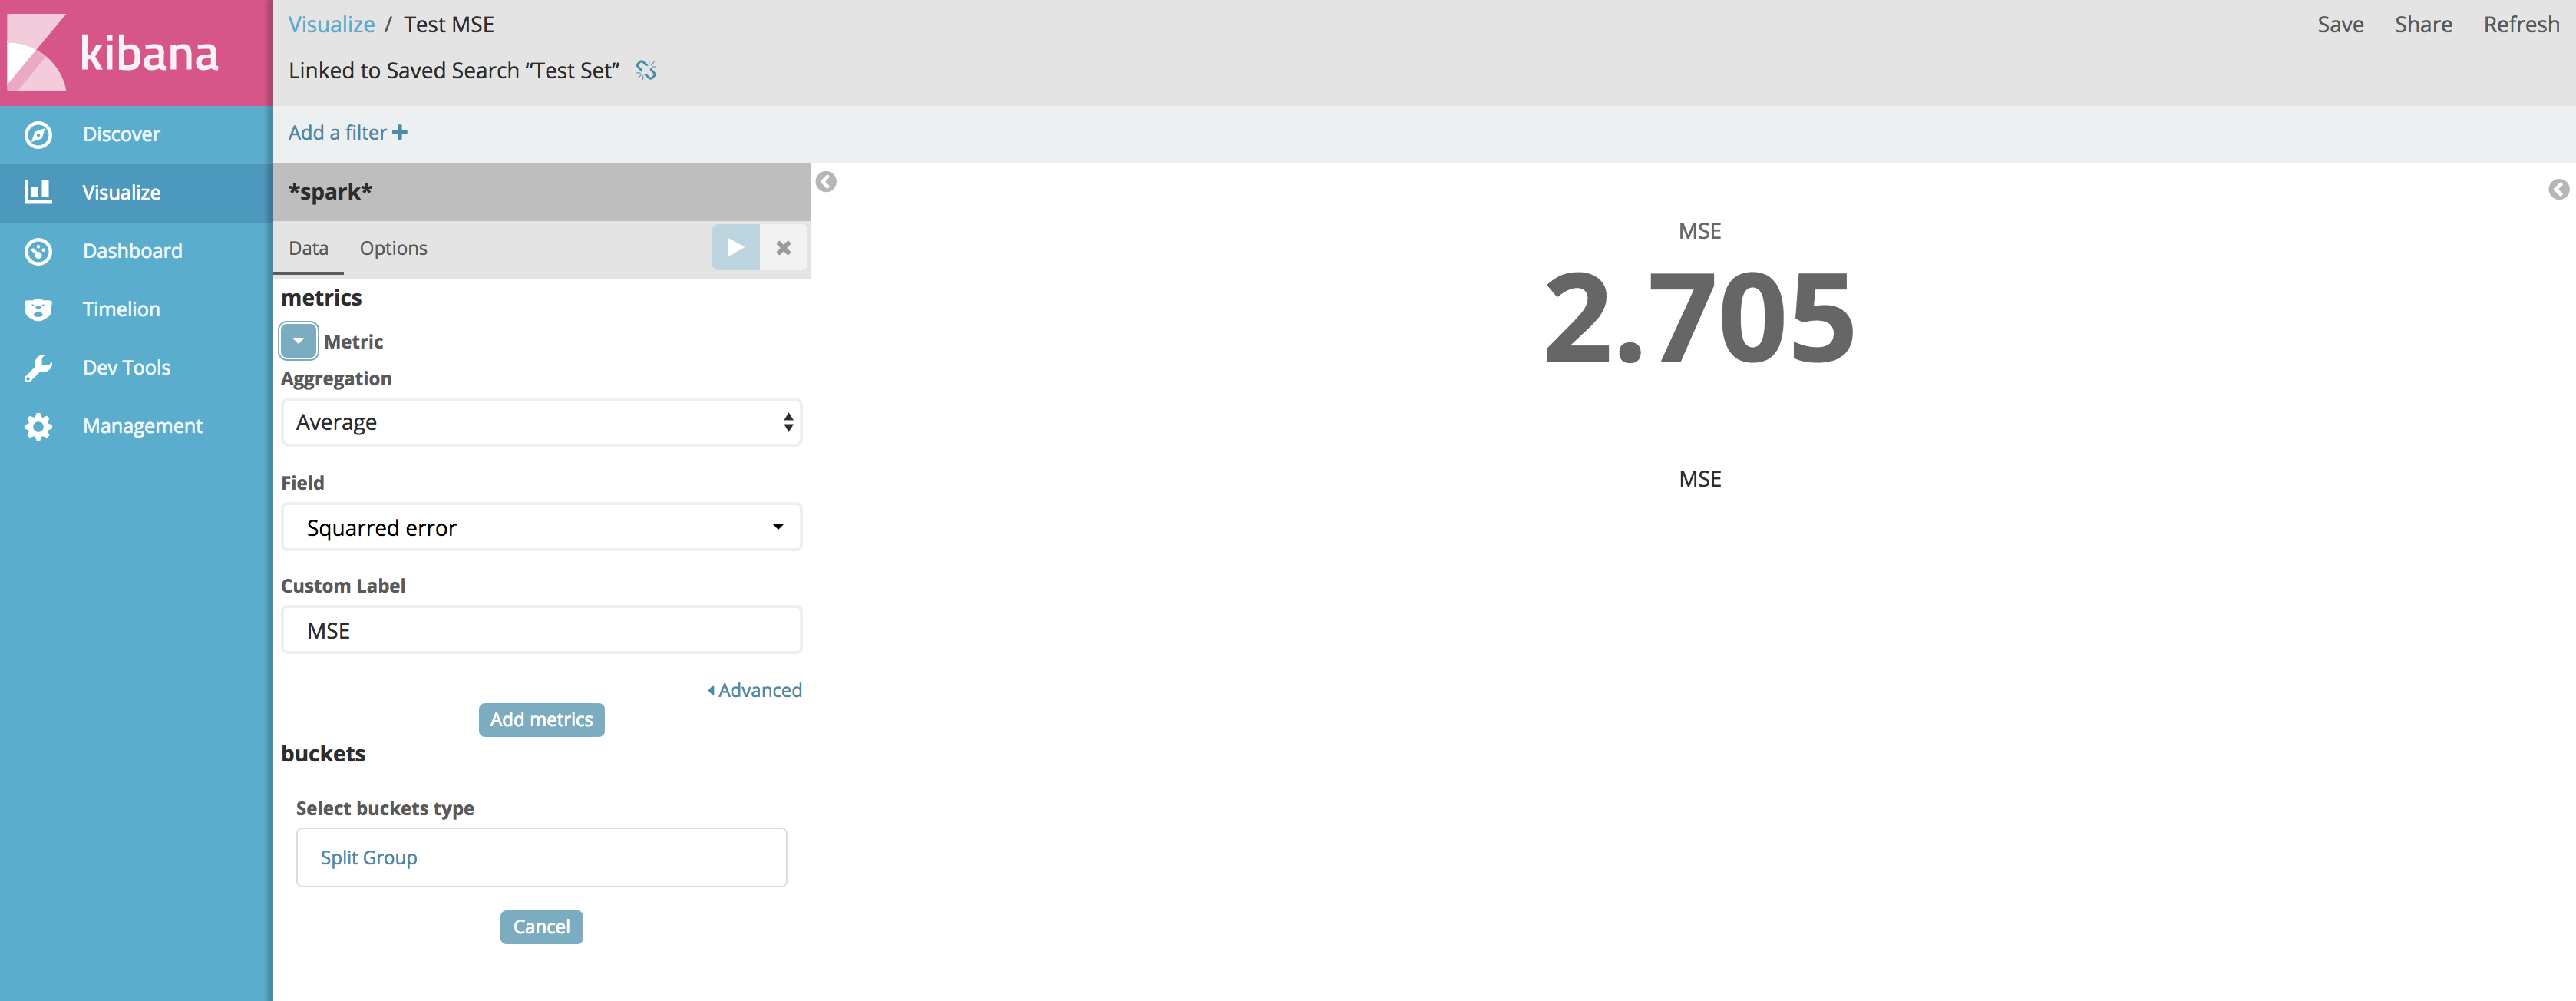 kibana
Discover
Visualize
Dashboard
Timelion
Dev Tools
Management
Visualize / Test MSE
Save Share Refresh
Linked to Saved Search “Test Set”
Add a filter
*spark*
Data Options
metrics
Metric
Aggregation
Average
Field
Squarred error
Custom Label
MSE
Advanced
Add metrics
buckets
Select buckets type
Split Group
Cancel
MSE
2.705
MSE